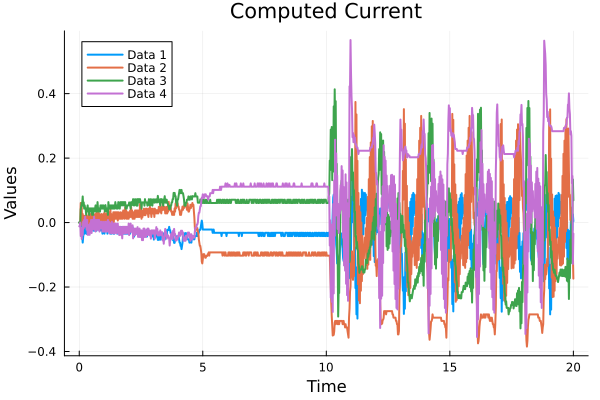 Computed Current
Data 1
Data 2
Data 3
Data 4
Values
0.4
0.2
0.0
−0.2
−0.4
0
5
10
15
20
Time